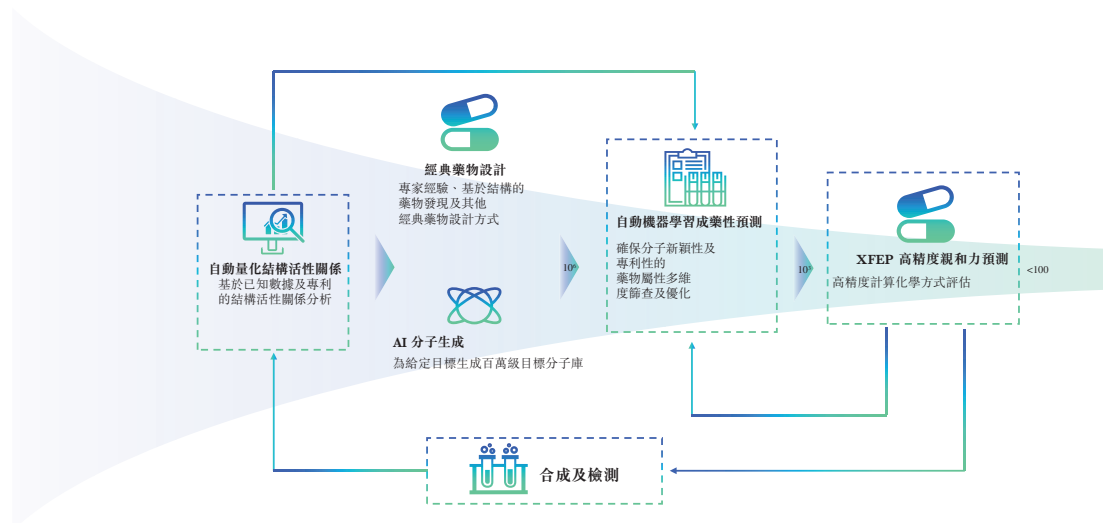 自動量化結構活性關係
基於已知數據及專利
的結構活性關係分析
經典藥物設計
專家經驗、基於結構的
藥物發現及其他
經典藥物設計方式
AI 分子生成
為給定目標生成百萬級目標分子庫
自動機器學習成藥性預測
確保分子新穎性及
專利性的
藥物屬性多維
度篩查及優化
XFEP 高精度親和力預測
高精度計算化學方式評估
<100
合成及檢測